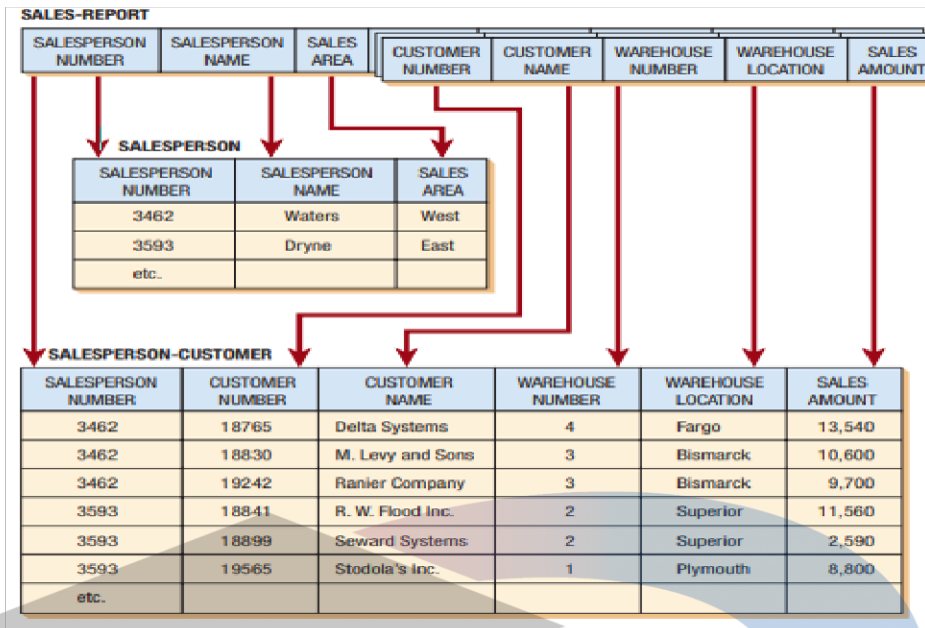 SALES-REPORT
SALESPERSON NUMBER SALESPERSON NAME SALES AREA CUSTOMER NUMBER CUSTOMER NAME WAREHOUSE NUMBER WAREHOUSE LOCATION SALES AMOUNT
SALESPERSON
SALESPERSON NUMBER SALESPERSON NAME SALES AREA
3462 Waters West
3593 Dryne East
etc.
SALESPERSON-CUSTOMER
SALESPERSON NUMBER CUSTOMER NUMBER CUSTOMER NAME WAREHOUSE NUMBER WAREHOUSE LOCATION SALES AMOUNT
3462 18765 Delta Systems 4 Fargo 13,540
3462 18830 M. Levy and Sons 3 Bismarck 10,600
3462 19242 Ranier Company 3 Bismarck 9,700
3593 18841 R. W. Flood Inc. 2 Superior 11,560
3593 18899 Seward Systems 2 Superior 2,590
3593 19565 Stodola's Inc. 1 Plymouth 8,800
etc.